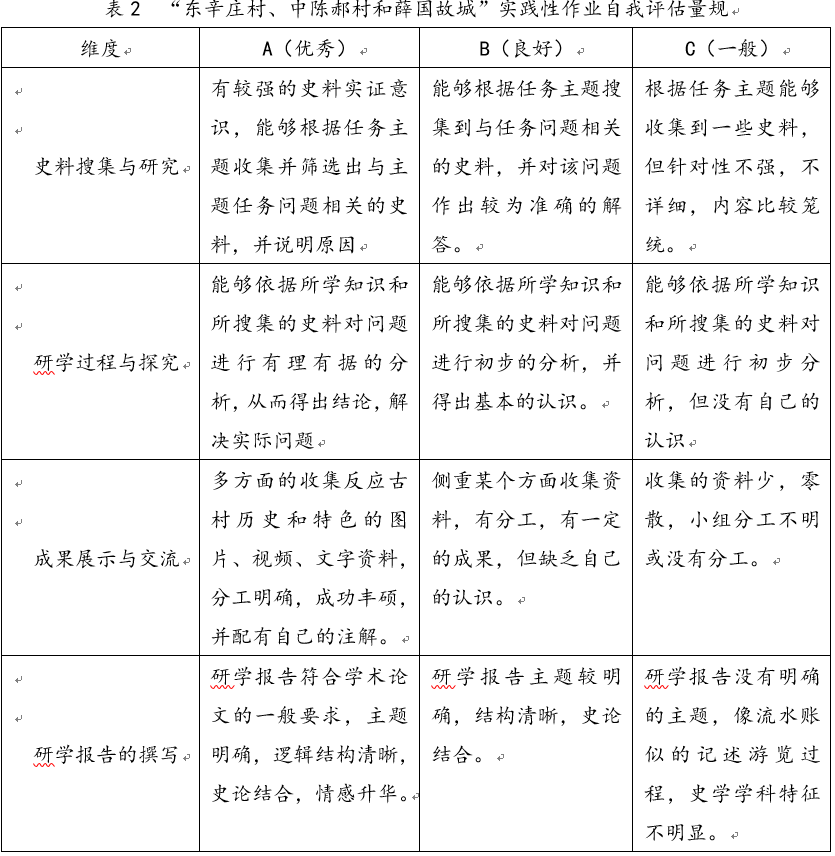 表 2 “东辛庄村、中陈郝村和薛国故城”实践性作业自我评估量规
维度
A（优秀）
B（良好）
C（一般）
史料搜集与研究
有较强的史料实证意
识，能够根据任务主
题收集并筛选出与主
题任务问题相关的史
料，并说明原因
能够根据任务主题搜
集到与任务问题相关
的史料，并对该问题
作出较为准确的解
答。
根据任务主题能够
收集到一些史料，
但针对性不强，不
详细，内容比较笼
统。
研学过程与探究
能够依据所学知识和
所搜集的史料对问题
进行有理有据的分
析，从而得出结论，解
决实际问题
能够依据所学知识和
所搜集的史料对问题
进行初步的分析，并
得出基本的认识。
能够依据所学知识
和所搜集的史料对
问题进行初步分
析，但没有自己的
认识
成果展示与交流
多方面的收集反应古
村历史和特色的图
片、视频、文字资料，
分工明确，成功丰硕，
并配有自己的注解。
侧重某个方面收集资
料，有分工，有一定
的成果，但缺乏自己
的认识。
收集的资料少，零
散，小组分工不明
或没有分工。
研学报告的撰写
研学报告符合学术论
文的一般要求，主题
明确，逻辑结构清晰，
史论结合，情感升华。
研学报告主题较明
确，结构清晰，史论
结合。
研学报告没有明确
的主题，像流水账
似的记述游览过
程，史学学科特征
不明显。